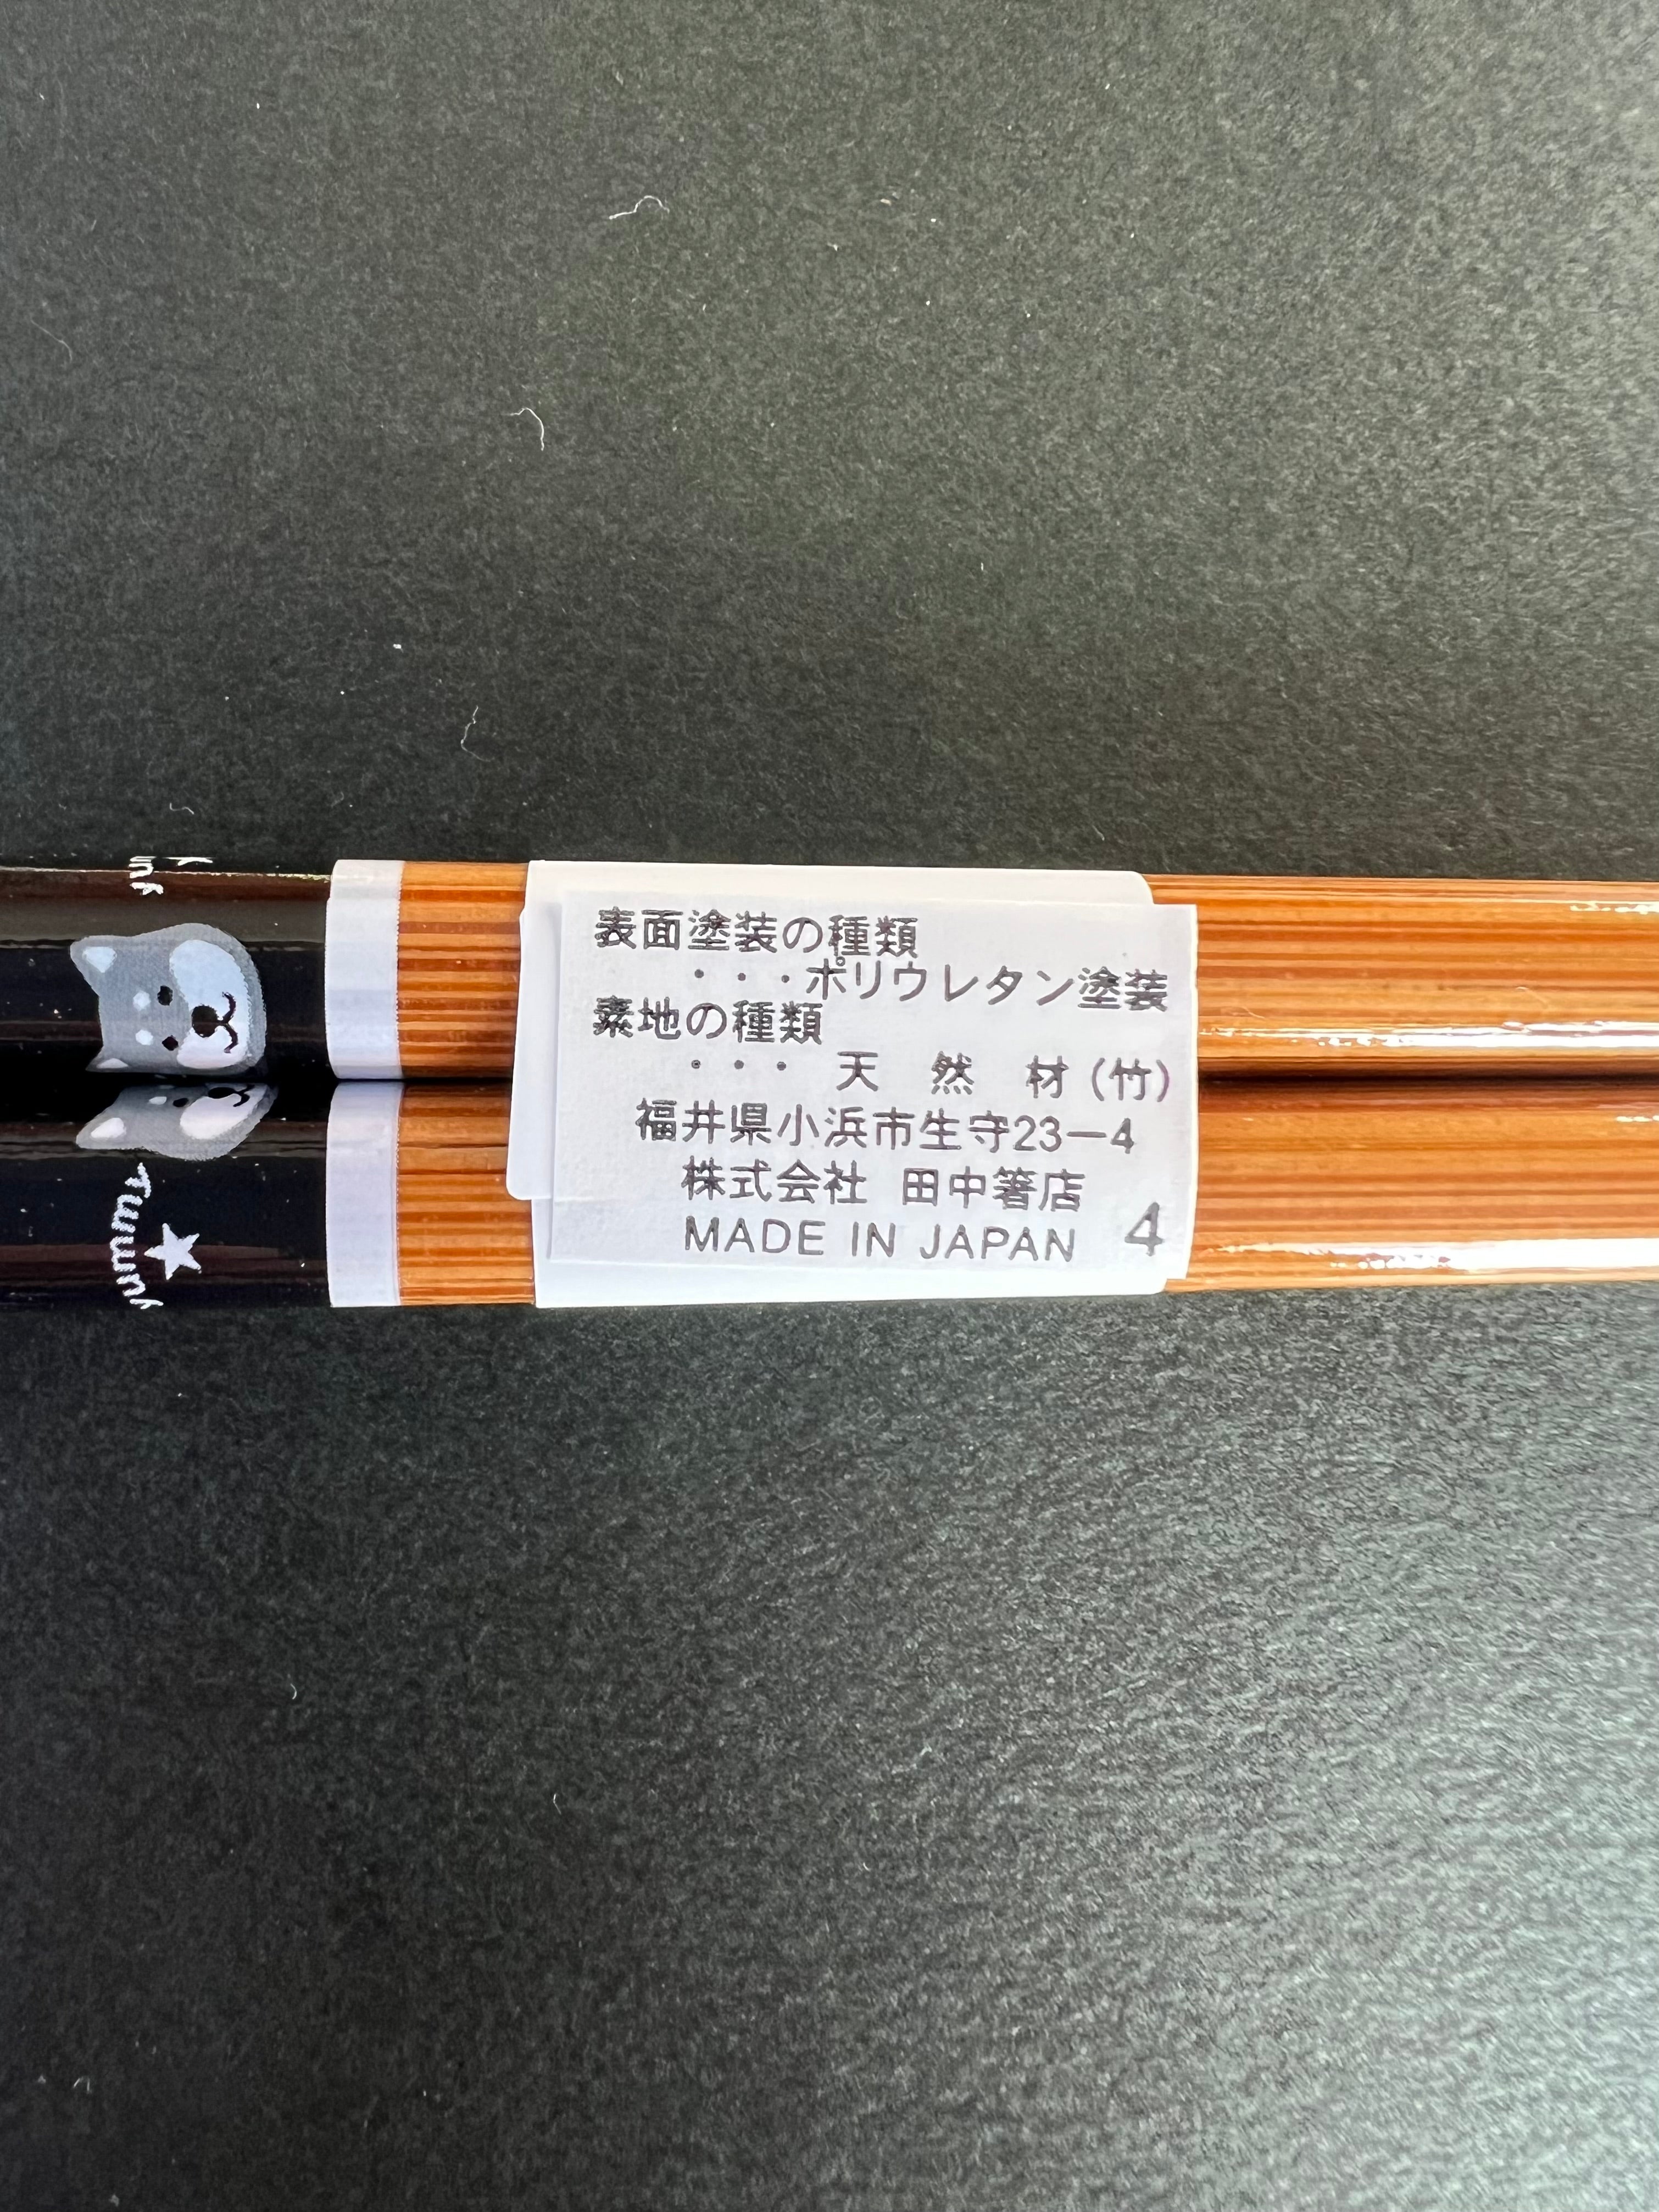 表面塗装の種類
・・・ポリウレタン塗装
素地の種類
・・・ 天 然 材 (竹)
福井県小浜市生守23-4
株式会社 田中箸店
MADE IN JAPAN 4